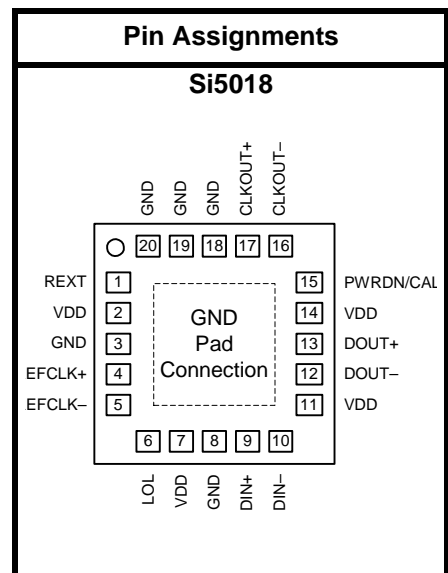 Pin Assignments
Si5018
GND
GND
GND
CLKOUT+
CLKOUT–
20
19
18
17
16
REXT
1
VDD
2
GND
3
EFCLK+
4
EFCLK–
5
GND
Pad
Connection
15
PWRDN/CAL
14
VDD
13
DOUT+
12
DOUT–
11
VDD
6
7
8
9
10
LOL
VDD
GND
DIN+
DIN–